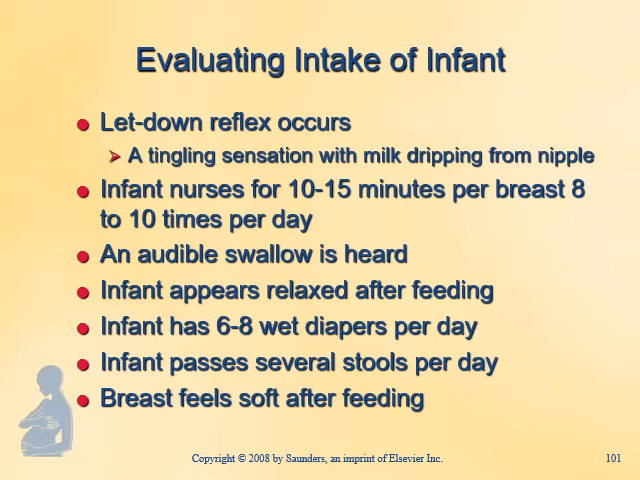 Evaluating Intake of Infant
Let-down reflex occurs
A tingling sensation with milk dripping from nipple
Infant nurses for 10-15 minutes per breast 8
to 10 times per day
An audible swallow is heard
Infant appears relaxed after feeding
Infant has 6-8 wet diapers per day
Infant passes several stools per day
Breast feels soft after feeding
Copyright © 2008 by Saunders, an imprint of Elsevier Inc.
101